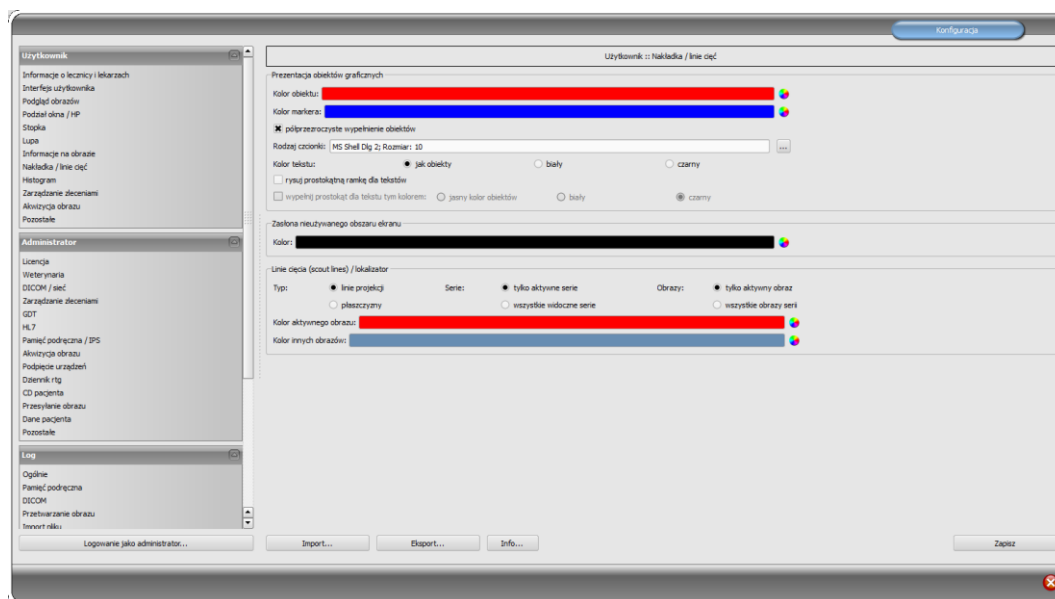 Konfiguracja
Użytkownik
Informacje o lecznicy i lekarzach
Interfejs użytkownika
Podgląd obrazów
Podział okna / HP
Stopka
Lupa
Informacje na obrazie
Nakładka / linie cięć
Histogram
Zarządzanie zleceniami
Akwizycja obrazu
Pozostałe
Administrator
Licencja
Weterynaria
DICOM / sieć
Zarządzanie zleceniami
GDT
HL7
Pamięć podręczna / IPS
Akwizycja obrazu
Podpięcie urządzeń
Dziennik rtg
CD pacjenta
Przesyłanie obrazu
Dane pacjenta
Pozostałe
Log
Ogólnie
Pamięć podręczna
DICOM
Przetwarzanie obrazu
Import pliku
Logowanie jako administrator...
Użytkownik :: Nakładka / linie cięć
Prezentacja obiektów graficznych
Kolor obiektu:
Kolor markera:
półprzezroczyste wypełnienie obiektów
Rodzaj czcionki: MS Shell Dlg 2; Rozmiar: 10 ...
Kolor tekstu: jak obiekty biały czarny
rysuj prostokątną ramkę dla tekstów
wypełnij prostokąt dla tekstu tym kolorem: jasny kolor obiektów biały czarny
Zasłona nieużywanego obszaru ekranu
Kolor:
Linie cięcia (scout lines) / lokalizator
Typ: linie projekcji Serie: tylko aktywne serie Obrazy: tylko aktywny obraz
płaszczyzny wszystkie widoczne serie wszystkie obrazy serii
Kolor aktywnego obrazu:
Kolor innych obrazów:
Import... Eksport... Info... Zapisz